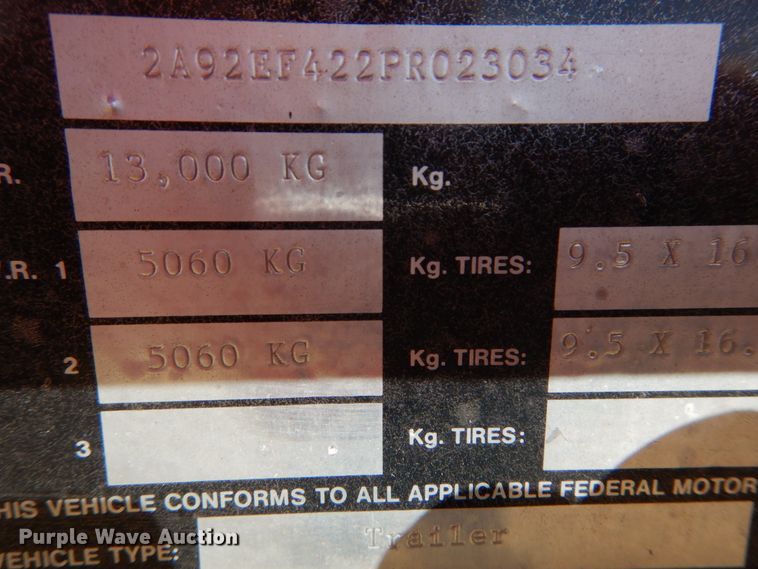 2A92EF422PR023034
R. 13,000 KG Kg.
.R. 1 5060 KG Kg. TIRES: 9.5 X 16
2 5060 KG Kg. TIRES: 9.5 X 16.
3 Kg. TIRES:
HIS VEHICLE CONFORMS TO ALL APPLICABLE FEDERAL MOTOR
VEHICLE TYPE: Trailer
Purple Wave Auction